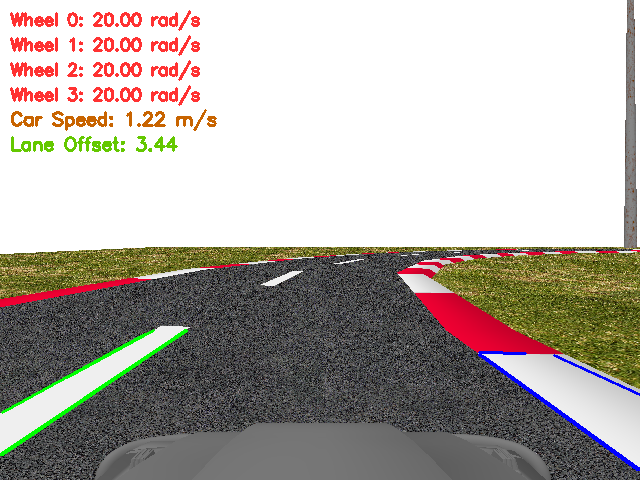 Wheel 0: 20.00 rad/s
Wheel 1: 20.00 rad/s
Wheel 2: 20.00 rad/s
Wheel 3: 20.00 rad/s
Car Speed: 1.22 m/s
Lane Offset: 3.44